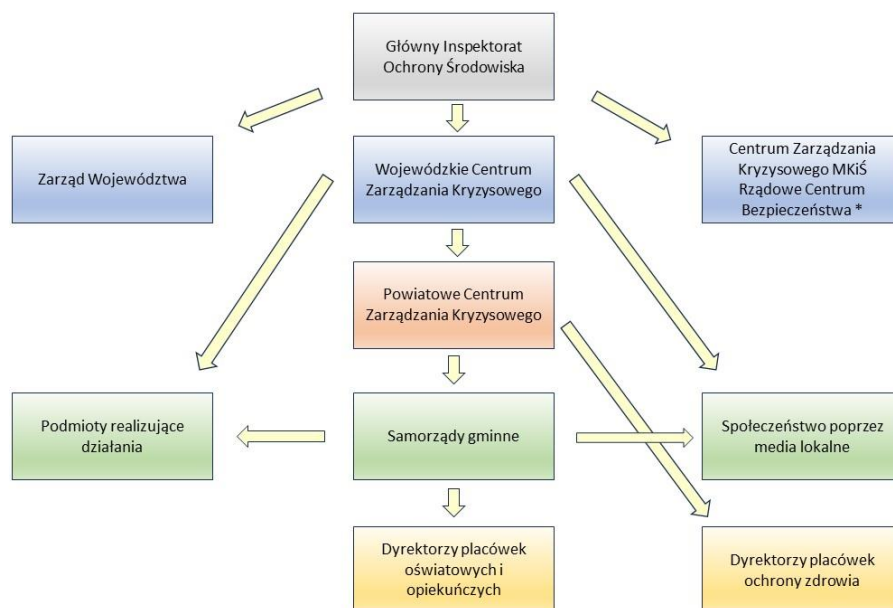 Główny Inspektorat
Ochrony Środowiska
Zarząd Województwa
Wojewódzkie Centrum
Zarządzania Kryzysowego
Centrum Zarządzania
Kryzysowego MKiŚ
Rządowe Centrum
Bezpieczeństwa *
Powiatowe Centrum
Zarządzania Kryzysowego
Podmioty realizujące
działania
Samorządy gminne
Społeczeństwo poprzez
media lokalne
Dyrektorzy placówek
oświatowych i
opiekuńczych
Dyrektorzy placówek
ochrony zdrowia